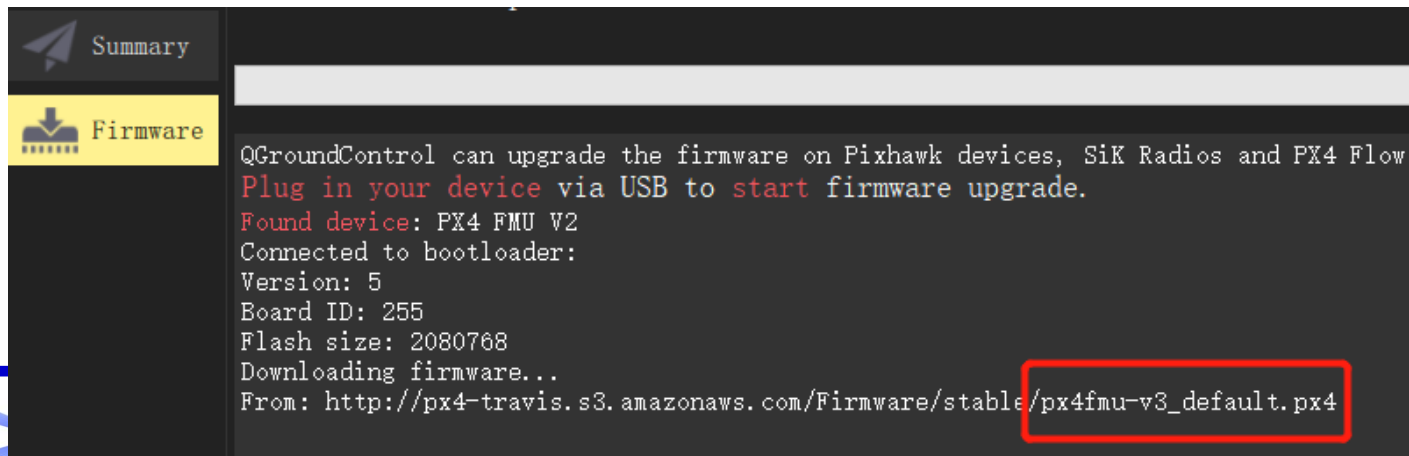 Summary
Firmware
QGroundControl can upgrade the firmware on Pixhawk devices, SiK Radios and PX4 Flow
Plug in your device via USB to start firmware upgrade.
Found device: PX4 FMU V2
Connected to bootloader:
Version: 5
Board ID: 255
Flash size: 2080768
Downloading firmware...
From: http://px4-travis.s3.amazonaws.com/Firmware/stable/px4fmu-v3_default.px4